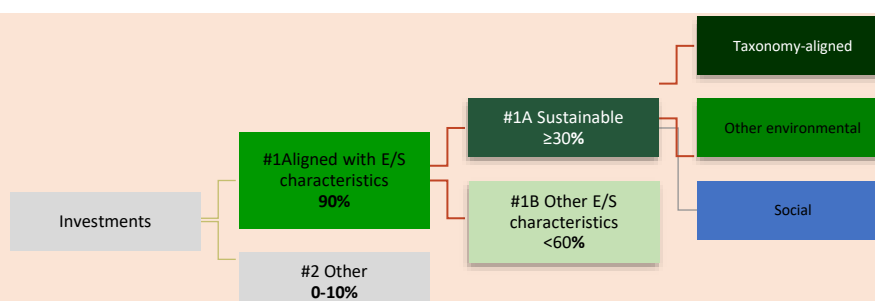 Taxonomy-aligned
#1A Sustainable
≥30%
Other environmental
#1Aligned with E/S
characteristics
90%
#1B Other E/S
characteristics
<60%
Social
Investments
#2 Other
0-10%